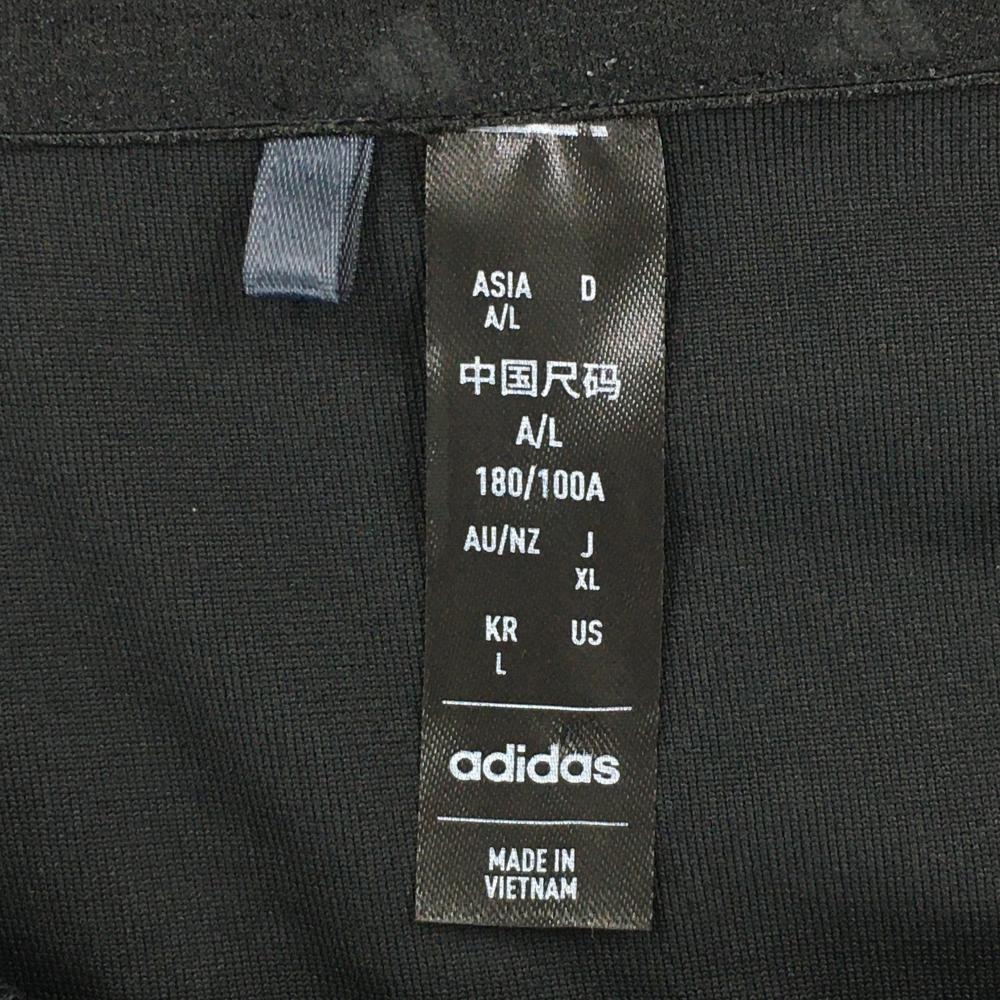 ASIA D
A/L
中国尺码
A/L
180/100A
AU/NZ J
XL
KR US
L
adidas
MADE IN
VIETNAM